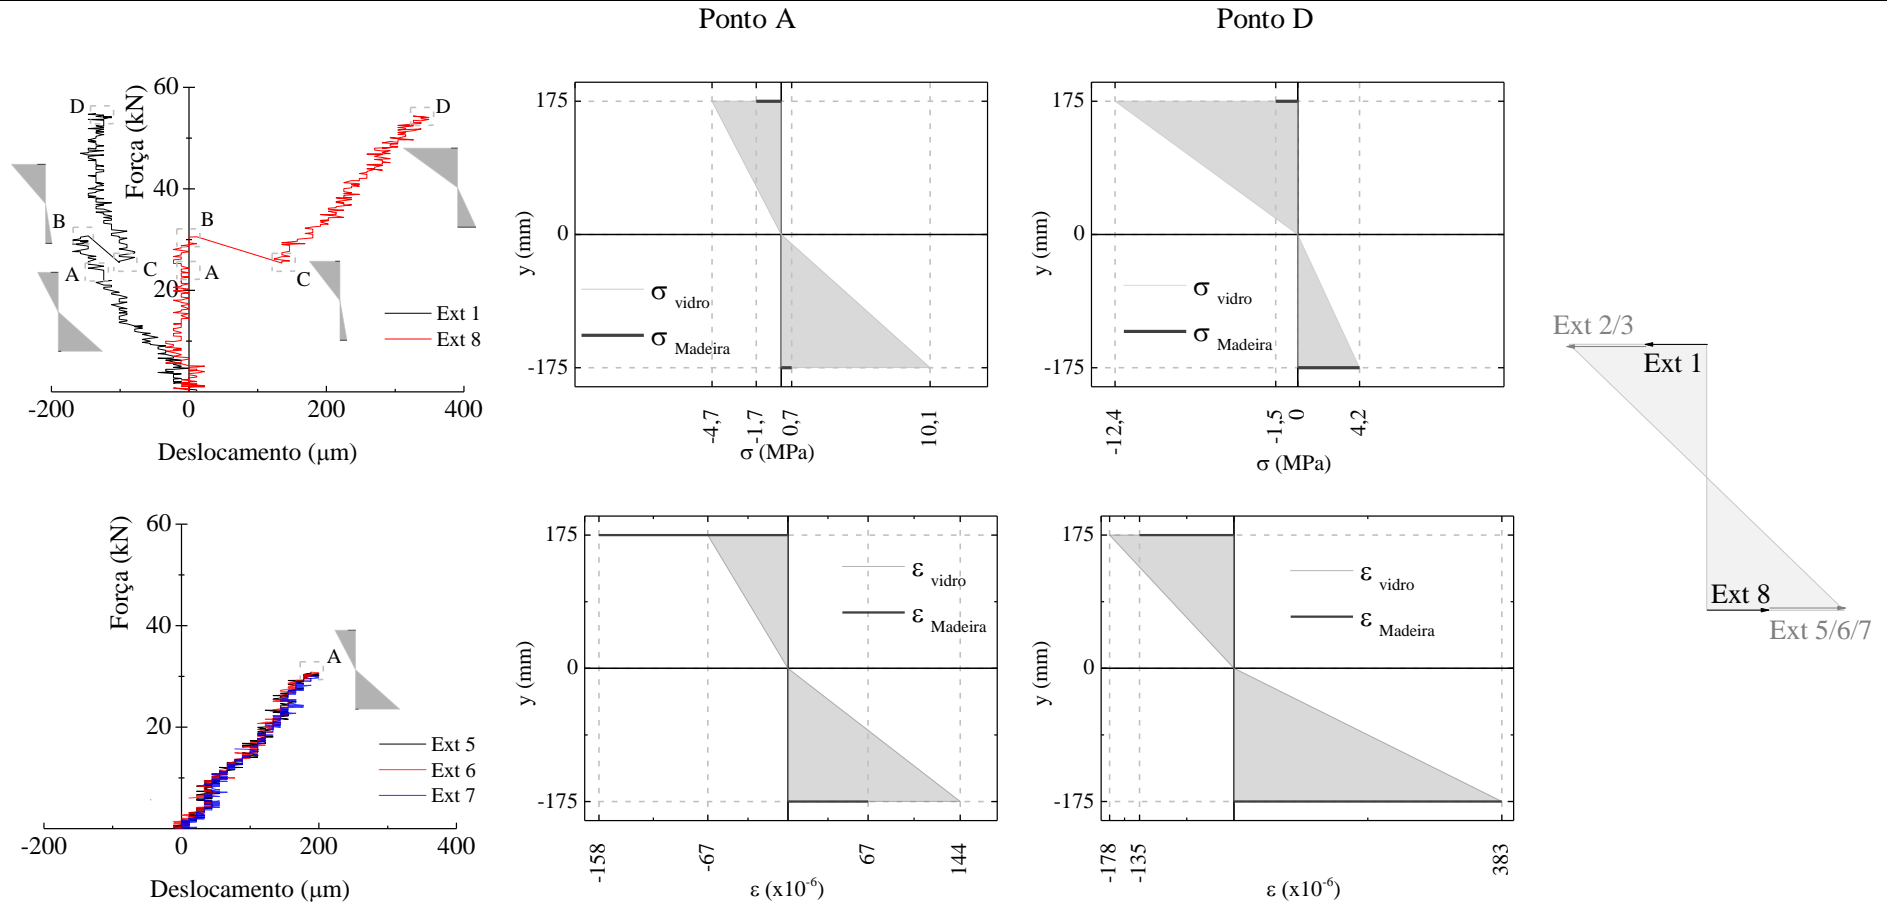 Ponto A
Ponto D
Força (kN)
60
40
20
D
D
B
B
A
A
C
C
Ext 1
Ext 8
-200
0
200
400
Deslocamento (µm)
y (mm)
175
0
-175
σ vidro
σ Madeira
-4,7
-1,7
0,7
10,1
σ (MPa)
y (mm)
175
0
-175
σ vidro
σ Madeira
-12,4
-1,5
0
4,2
σ (MPa)
Ext 2/3
Ext 1
Ext 8
Ext 5/6/7
Força (kN)
60
40
20
A
Ext 5
Ext 6
Ext 7
-200
0
200
400
Deslocamento (µm)
y (mm)
175
0
-175
ε vidro
ε Madeira
-158
-67
67
144
ε (x10⁻⁶)
y (mm)
175
0
-175
ε vidro
ε Madeira
-178
-135
383
ε (x10⁻⁶)